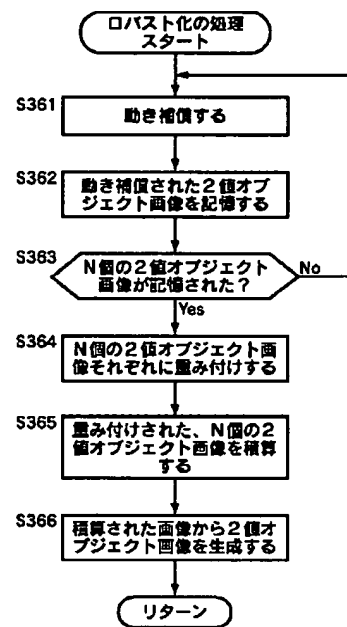 ロバスト化の処理
スタート
S361
動き補償する
S362
動き補償された2値オブ
ジェクト画像を記憶する
S363
N個の2値オブジェクト
画像が記憶された?
No
Yes
S364
N個の2値オブジェクト画
像それぞれに重み付けする
S365
重み付けされた、N個の2
値オブジェクト画像を積算
する
S366
積算された画像から2値オ
ブジェクト画像を生成する
リターン